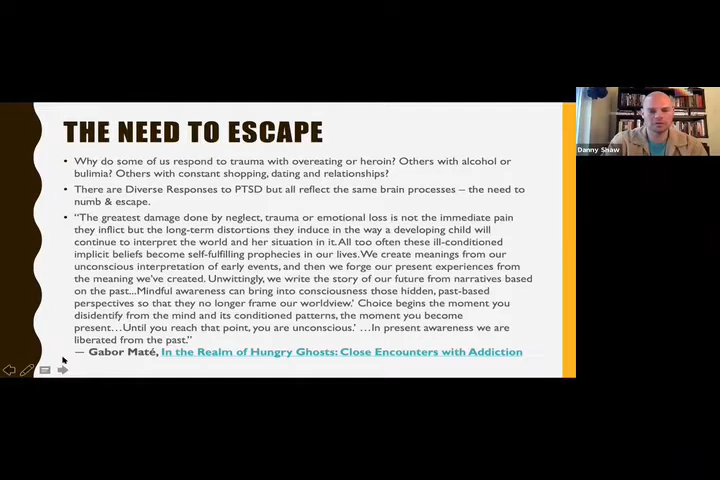 THE NEED TO ESCAPE
• Why do some of us respond to trauma with overeating or heroin? Others with alcohol or
bulimia? Others with constant shopping, dating and relationships?
• There are Diverse Responses to PTSD but all reflect the same brain processes – the need to
numb & escape.
• “The greatest damage done by neglect, trauma or emotional loss is not the immediate pain
they inflict but the long-term distortions they induce in the way a developing child will
continue to interpret the world and her situation in it. All too often these ill-conditioned
implicit beliefs become self-fulfilling prophecies in our lives. We create meanings from our
unconscious interpretation of early events, and then we forge our present experiences from
the meaning we’ve created. Unwittingly, we write the story of our future from narratives based
on the past...Mindful awareness can bring into consciousness those hidden, past-based
perspectives so that they no longer frame our worldview.’ Choice begins the moment you
disidentify from the mind and its conditioned patterns, the moment you become
present…Until you reach that point, you are unconscious.’ …In present awareness we are
liberated from the past.”
— Gabor Maté, In the Realm of Hungry Ghosts: Close Encounters with Addiction
Danny Shaw